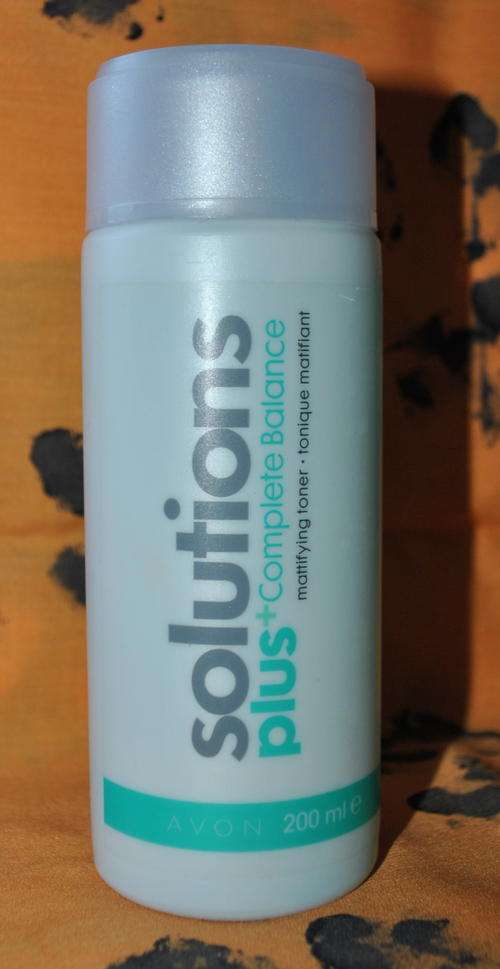 solutions
plus+Complete Balance
mattifying toner · tonique matifiant
AVON 200 ml ℮